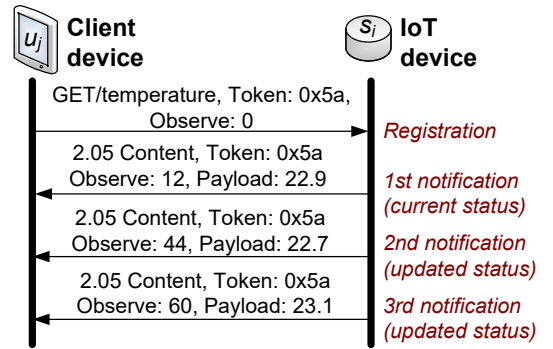 u_j Client
device
S_i IoT
device
GET/temperature, Token: 0x5a,
Observe: 0
Registration
2.05 Content, Token: 0x5a
Observe: 12, Payload: 22.9
1st notification
(current status)
2.05 Content, Token: 0x5a
Observe: 44, Payload: 22.7
2nd notification
(updated status)
2.05 Content, Token: 0x5a
Observe: 60, Payload: 23.1
3rd notification
(updated status)